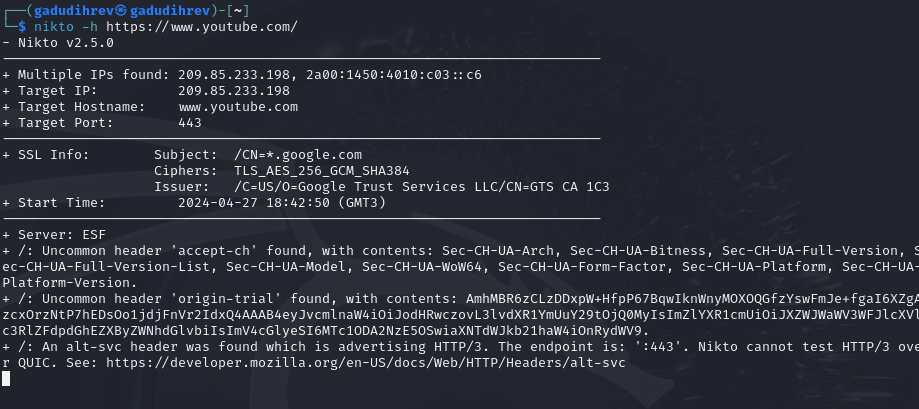 ┌──(gadudihrev㉿gadudihrev)-[~]
└─$ nikto -h https://www.youtube.com/
- Nikto v2.5.0
---------------------------------------------------------------------------
+ Multiple IPs found: 209.85.233.198, 2a00:1450:4010:c03::c6
+ Target IP:          209.85.233.198
+ Target Hostname:    www.youtube.com
+ Target Port:        443
---------------------------------------------------------------------------
+ SSL Info:        Subject:  /CN=*.google.com
                   Ciphers:  TLS_AES_256_GCM_SHA384
                   Issuer:   /C=US/O=Google Trust Services LLC/CN=GTS CA 1C3
+ Start Time:         2024-04-27 18:42:50 (GMT3)
---------------------------------------------------------------------------
+ Server: ESF
+ /: Uncommon header 'accept-ch' found, with contents: Sec-CH-UA-Arch, Sec-CH-UA-Bitness, Sec-CH-UA-Full-Version, S
ec-CH-UA-Full-Version-List, Sec-CH-UA-Model, Sec-CH-UA-WoW64, Sec-CH-UA-Form-Factor, Sec-CH-UA-Platform, Sec-CH-UA-
Platform-Version.
+ /: Uncommon header 'origin-trial' found, with contents: AmhMBR6zCLzDDxpW+HfpP67BqwIknWnyMOXOQGfzYswFmJe+fgaI6XZgA
zcxOrzNtP7hEDsOo1jdjFnVr2IdxQ4AAAB4eyJvcmlnaW4iOiJodHRwczovL3lvdXR1YmUuY29tOjQ0MyIsImZlYXR1cmUiOiJXZWJWaWV3WFJlcXVl
c3RlZFdpdGhEZXByZWNhdGlvbiIsImV4cGlyeSI6MTc1ODA2NzE5OSwiaXNTdWJkb21haW4iOnRydWV9.
+ /: An alt-svc header was found which is advertising HTTP/3. The endpoint is: ':443'. Nikto cannot test HTTP/3 ove
r QUIC. See: https://developer.mozilla.org/en-US/docs/Web/HTTP/Headers/alt-svc